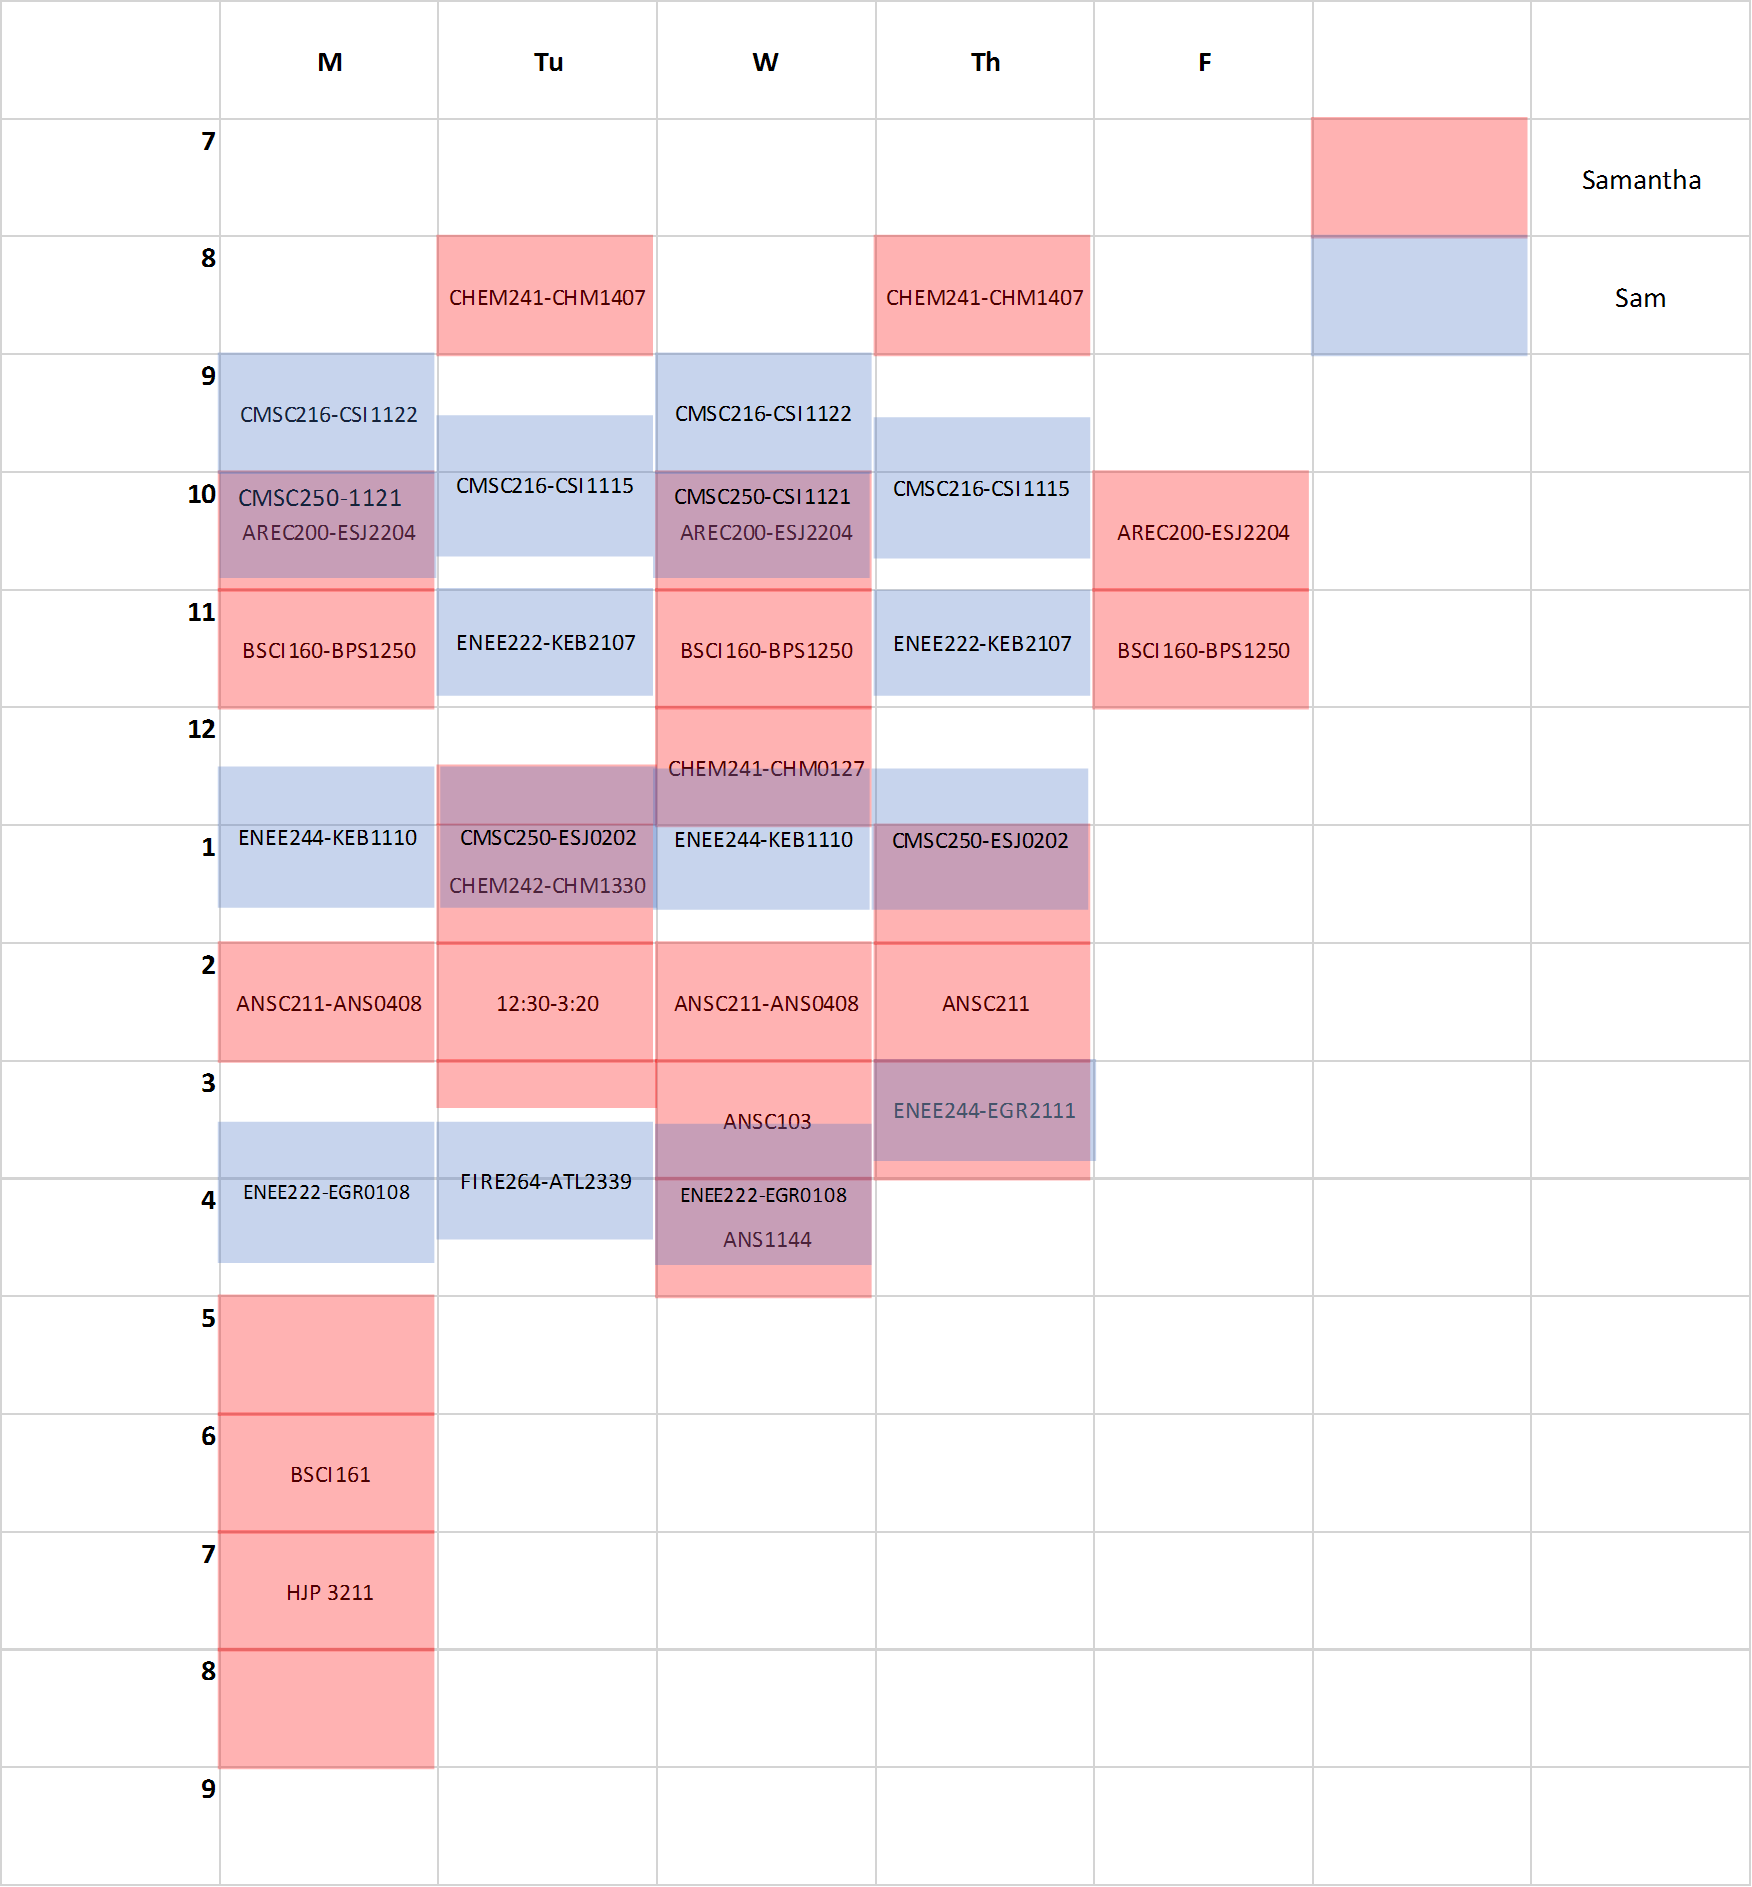 M Tu W Th F
7
Samantha
8
CHEM241-CHM1407 CHEM241-CHM1407
Sam
9
CMSC216-CSI1122 CMSC216-CSI1122
CMSC216-CSI1115 CMSC216-CSI1115
10
CMSC250-1121 CMSC250-CSI1121
AREC200-ESJ2204 AREC200-ESJ2204 AREC200-ESJ2204
11
ENEE222-KEB2107 ENEE222-KEB2107
BSCI160-BPS1250 BSCI160-BPS1250 BSCI160-BPS1250
12
CHEM241-CHM0127
1
ENEE244-KEB1110 CMSC250-ESJ0202 ENEE244-KEB1110 CMSC250-ESJ0202
CHEM242-CHM1330
2
ANSC211-ANS0408 12:30-3:20 ANSC211-ANS0408 ANSC211
3
ANSC103 ENEE244-EGR2111
4
ENEE222-EGR0108 FIRE264-ATL2339 ENEE222-EGR0108
ANS1144
5
6
BSCI161
7
HJP 3211
8
9